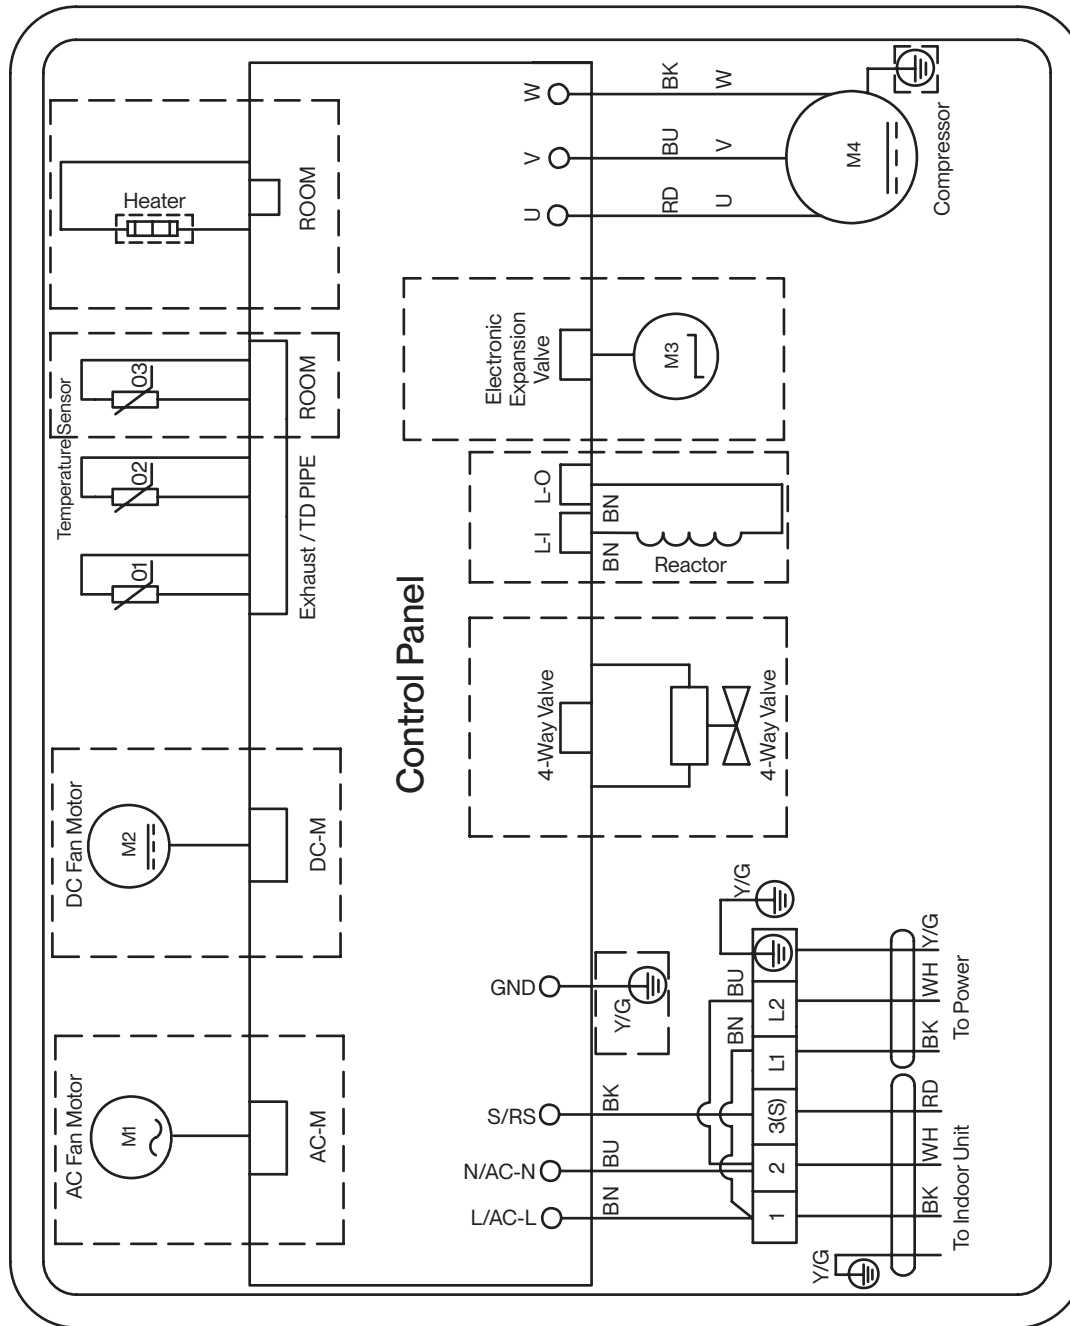 AC Fan Motor
M1
AC-M
DC Fan Motor
M2
DC-M
Temperature Sensor
01
02
03
Exhaust / TD PIPE
ROOM
Heater
ROOM
Control Panel
L/AC-L
BN
N/AC-N
BU
S/RS
BK
GND
Y/G
4-Way Valve
4-Way Valve
L-I
L-O
BN
BN
Reactor
Electronic
Expansion
Valve
M3
U
V
W
RD
BU
BK
U
V
W
M4
Compressor
BN
BU
Y/G
1
2
3(S)
L1
L2
Y/G
BK
WH
RD
BK
WH
Y/G
To Indoor Unit
To Power